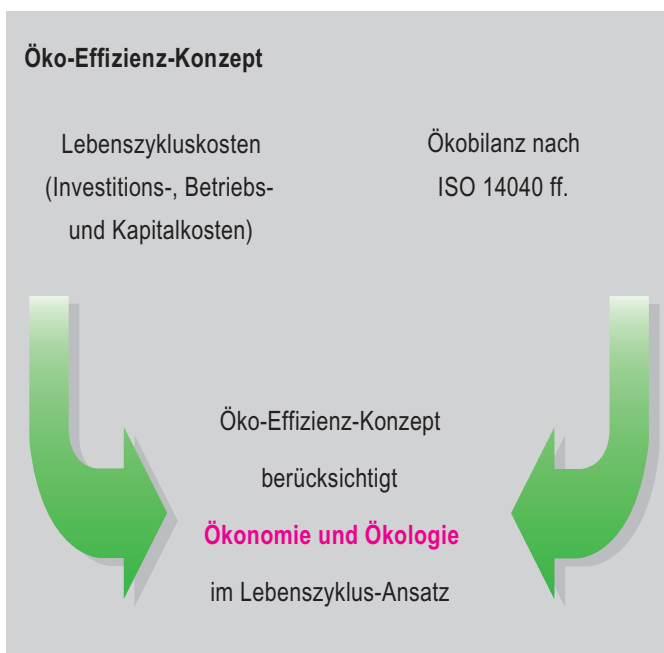 Öko-Effizienz-Konzept
Lebenszykluskosten
(Investitions-, Betriebs-
und Kapitalkosten)
Ökobilanz nach
ISO 14040 ff.
Öko-Effizienz-Konzept
berücksichtigt
Ökonomie und Ökologie
im Lebenszyklus-Ansatz